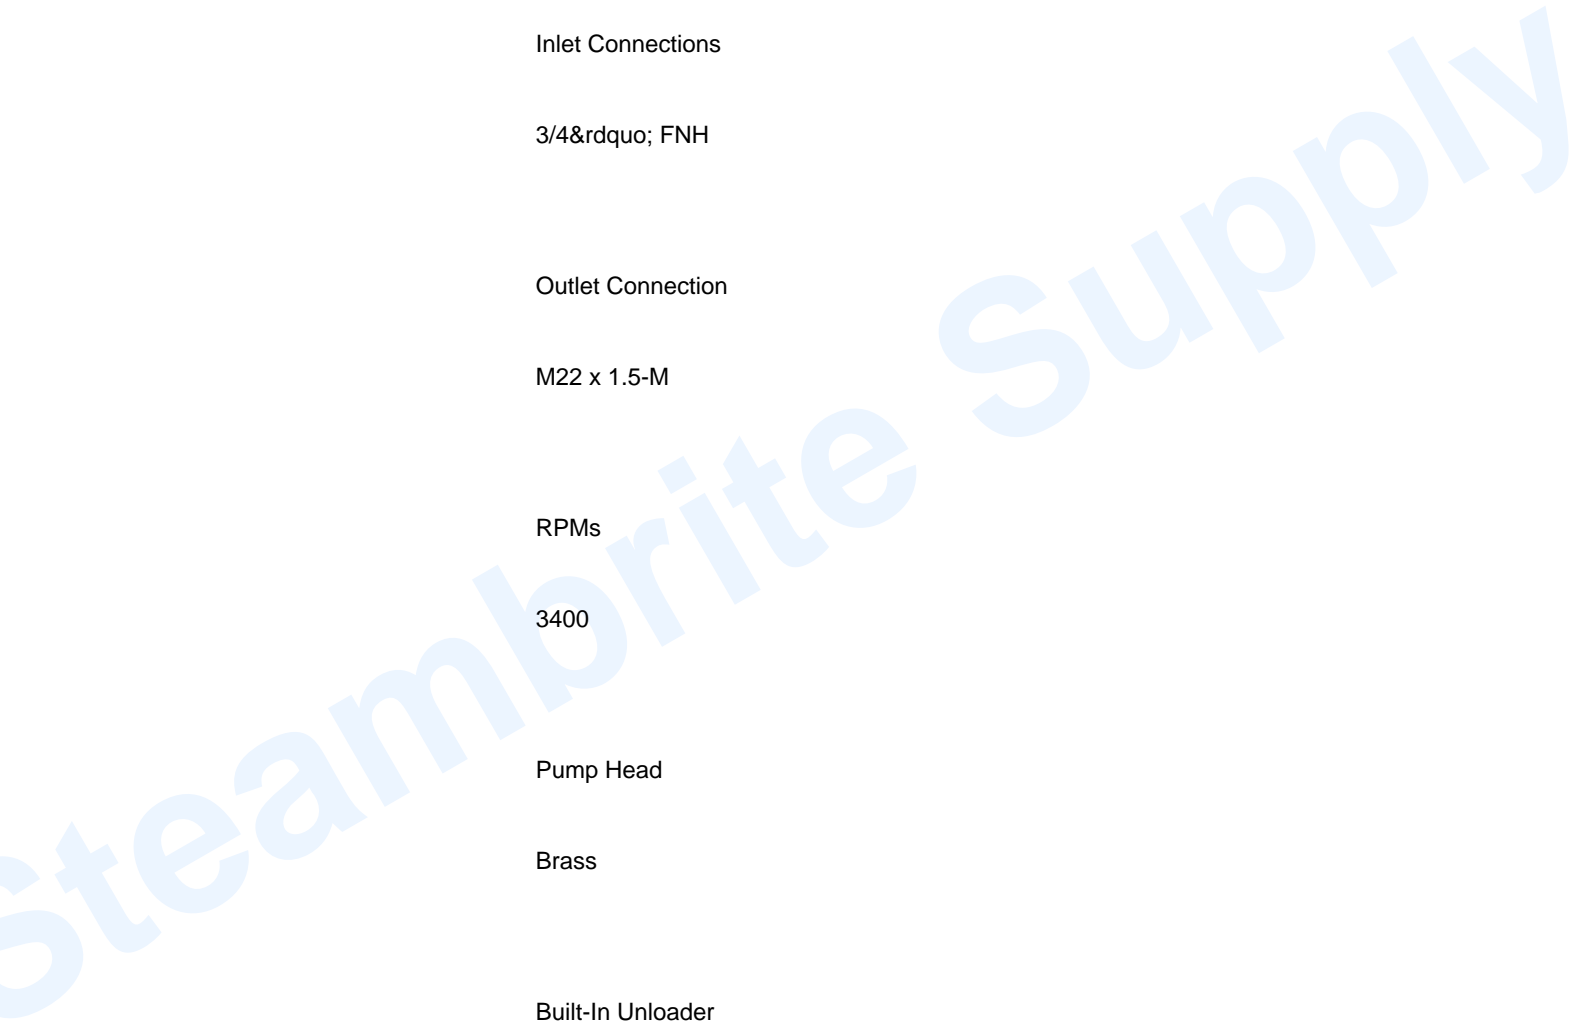 Inlet Connections
3/4&rdquo; FNH
Outlet Connection
M22 x 1.5-M
RPMs
3400
Pump Head
Brass
Built-In Unloader
Steambrite Supply